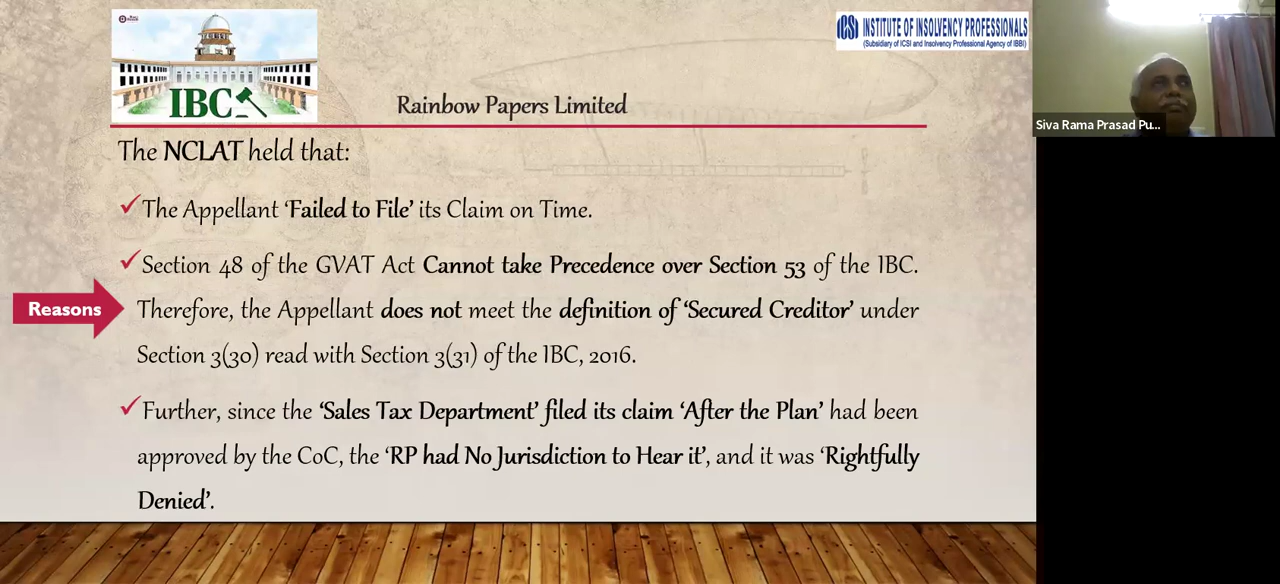 IBC
ICSI INSTITUTE OF INSOLVENCY PROFESSIONALS
(Subsidiary of ICSI and Insolvency Professional Agency of IBBI)
Rainbow Papers Limited
The NCLAT held that:
The Appellant ‘Failed to File’ its Claim on Time.
Section 48 of the GVAT Act Cannot take Precedence over Section 53 of the IBC.
Therefore, the Appellant does not meet the definition of ‘Secured Creditor’ under
Section 3(30) read with Section 3(31) of the IBC, 2016.
Reasons
Further, since the ‘Sales Tax Department’ filed its claim ‘After the Plan’ had been
approved by the CoC, the ‘RP had No Jurisdiction to Hear it’, and it was ‘Rightfully
Denied’.
Siva Rama Prasad Pu...